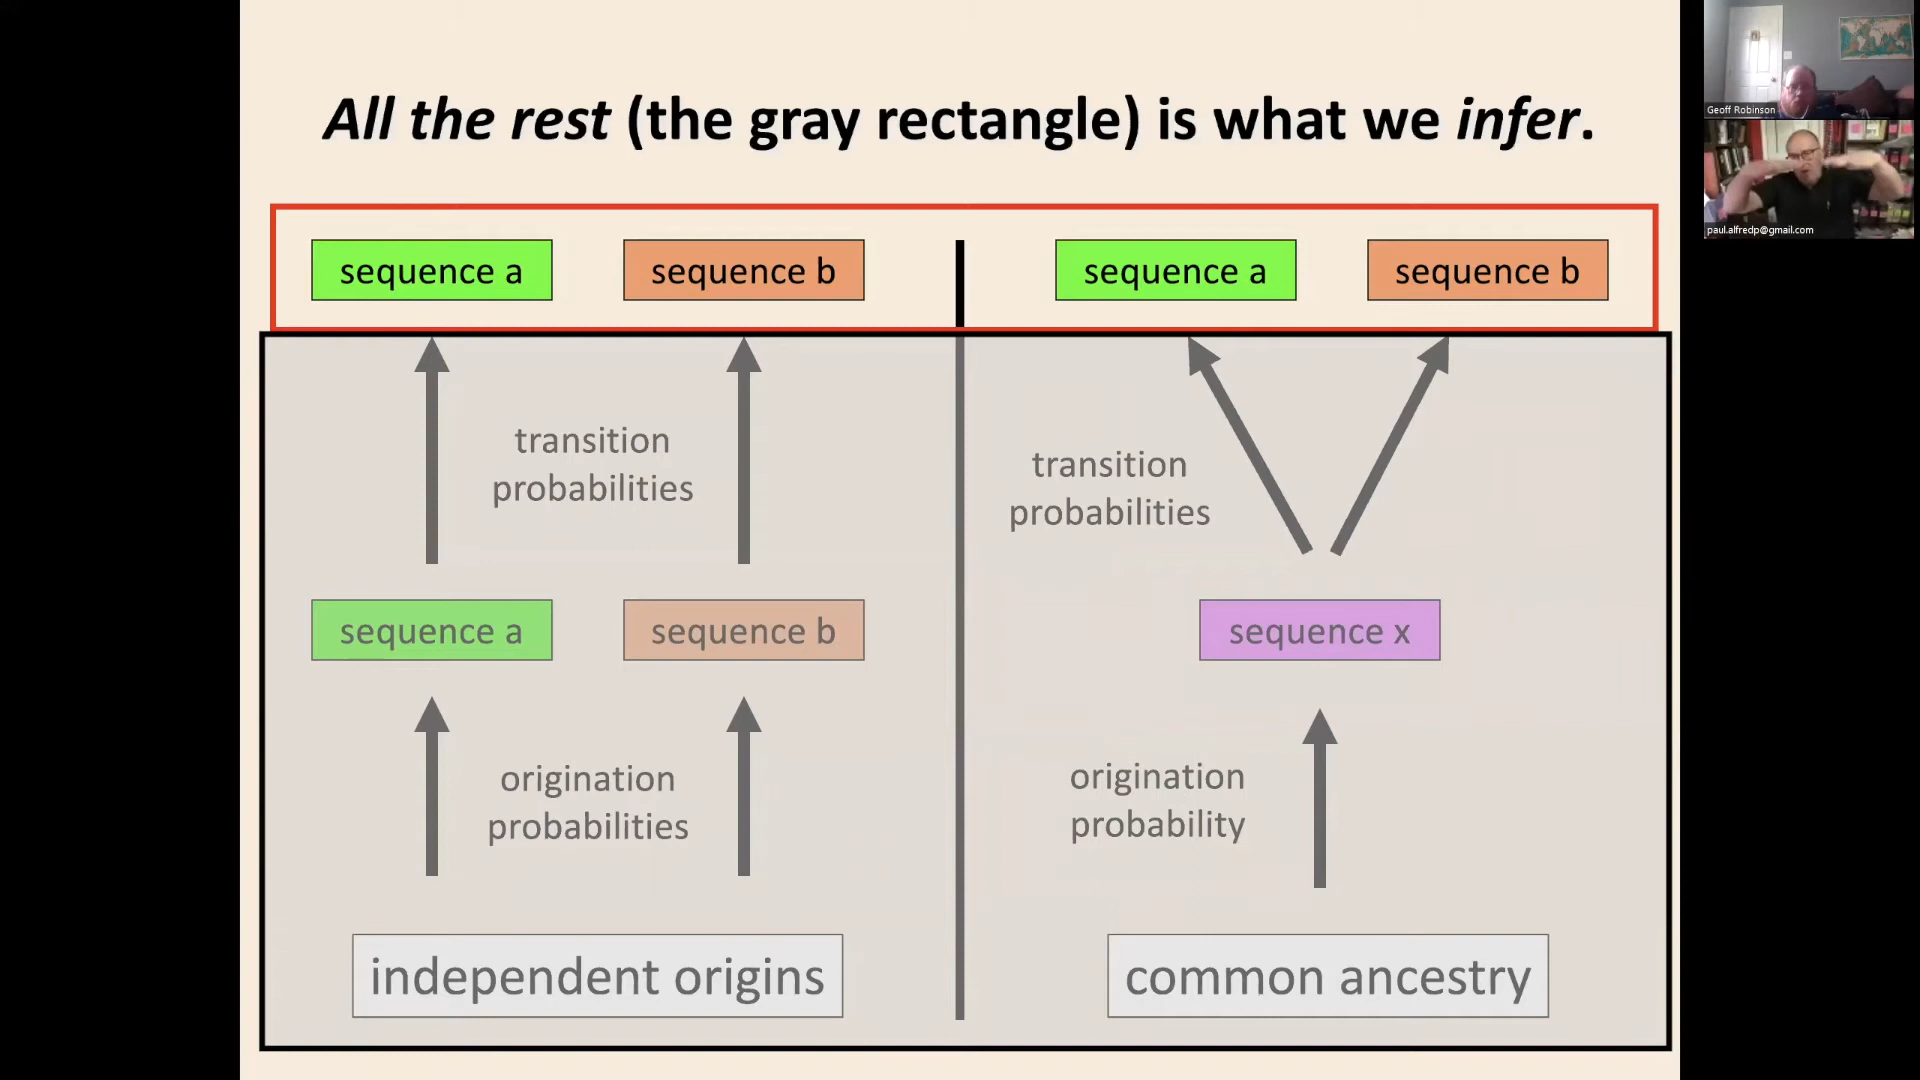 All the rest (the gray rectangle) is what we infer.
sequence a
sequence b
sequence a
sequence b
transition
probabilities
transition
probabilities
sequence a
sequence b
sequence x
origination
probabilities
origination
probability
independent origins
common ancestry
Geoff Robinson
paul.alfredp@gmail.com